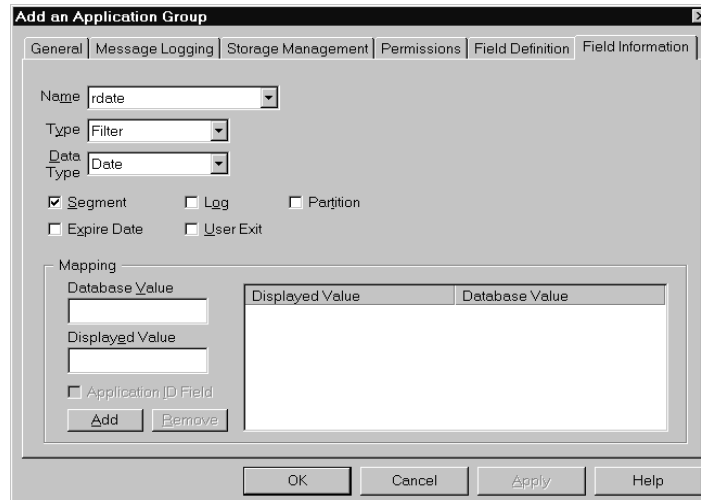 Add an Application Group
General Message Logging Storage Management Permissions Field Definition Field Information
Name rdate
Type Filter
Data Type Date
Segment Log Partition
Expire Date User Exit
Mapping
Database Value
Displayed Value Database Value
Displayed Value
Application ID Field
Add Remove
OK Cancel Apply Help